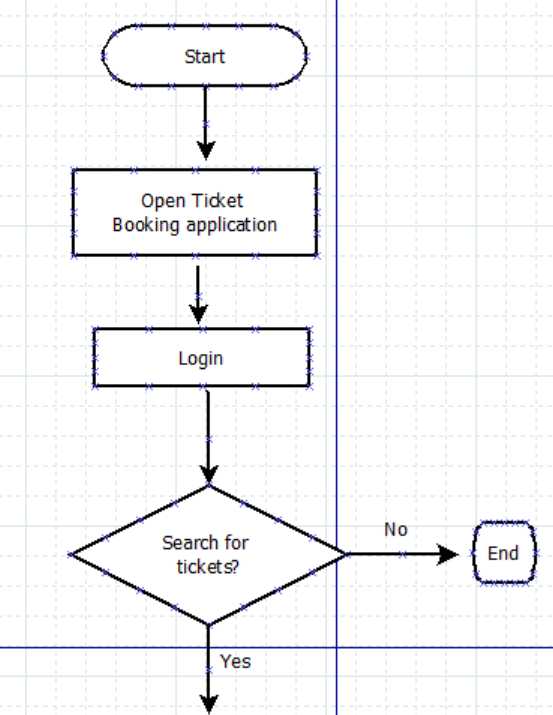 Start
Open Ticket
Booking application
Login
Search for
tickets?
No
End
Yes